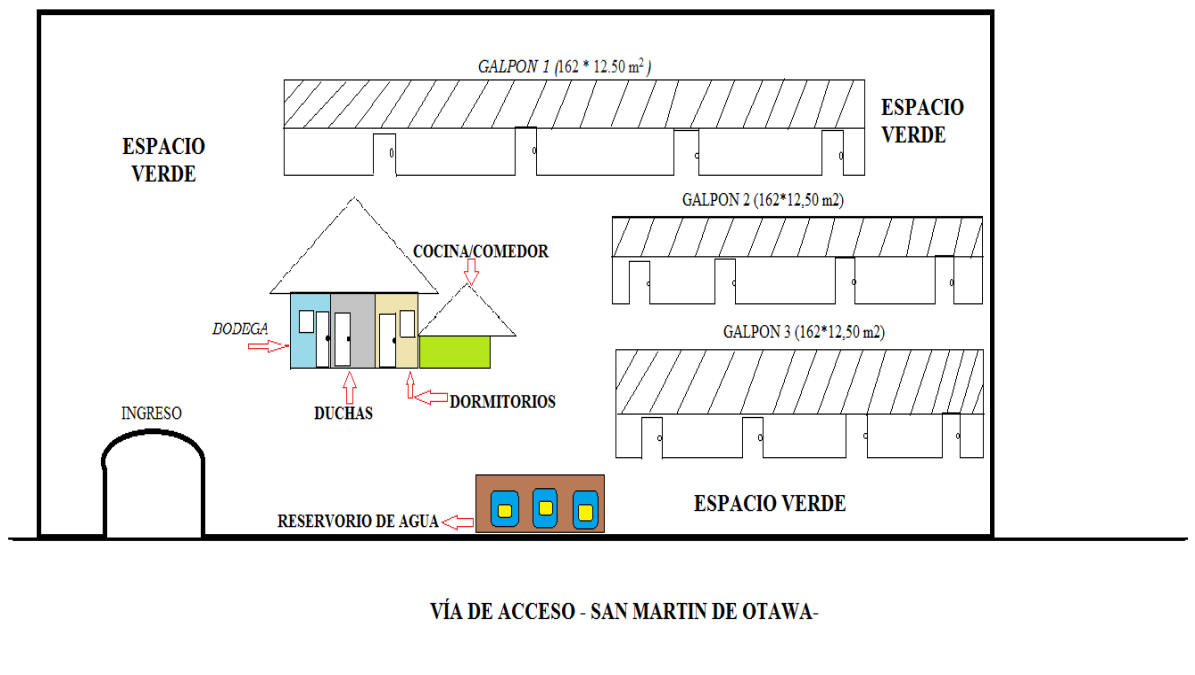 GALPON 1 (162 * 12.50 m²)
ESPACIO
VERDE
ESPACIO
VERDE
GALPON 2 (162*12,50 m2)
COCINA/COMEDOR
BODEGA
GALPON 3 (162*12,50 m2)
DORMITORIOS
DUCHAS
INGRESO
ESPACIO VERDE
RESERVORIO DE AGUA
VÍA DE ACCESO - SAN MARTIN DE OTAWA-